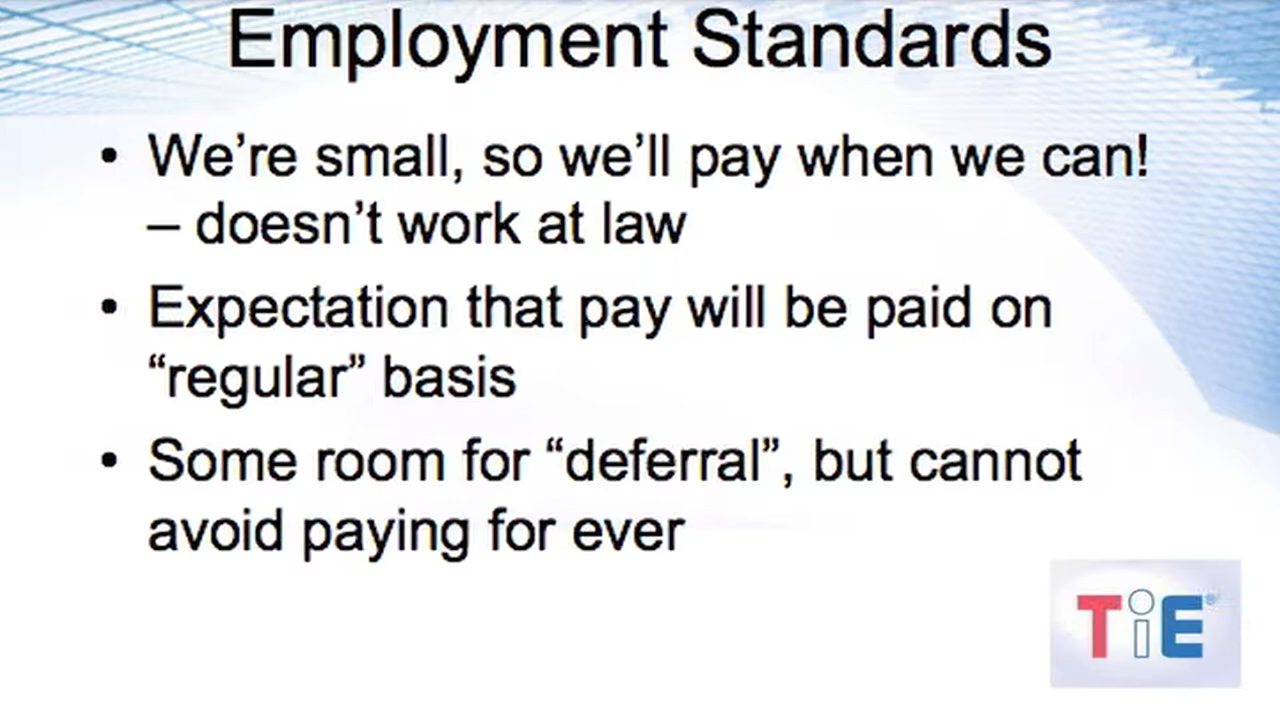 Employment Standards
• We’re small, so we’ll pay when we can!
– doesn’t work at law
• Expectation that pay will be paid on
“regular” basis
• Some room for “deferral”, but cannot
avoid paying for ever
TiE®